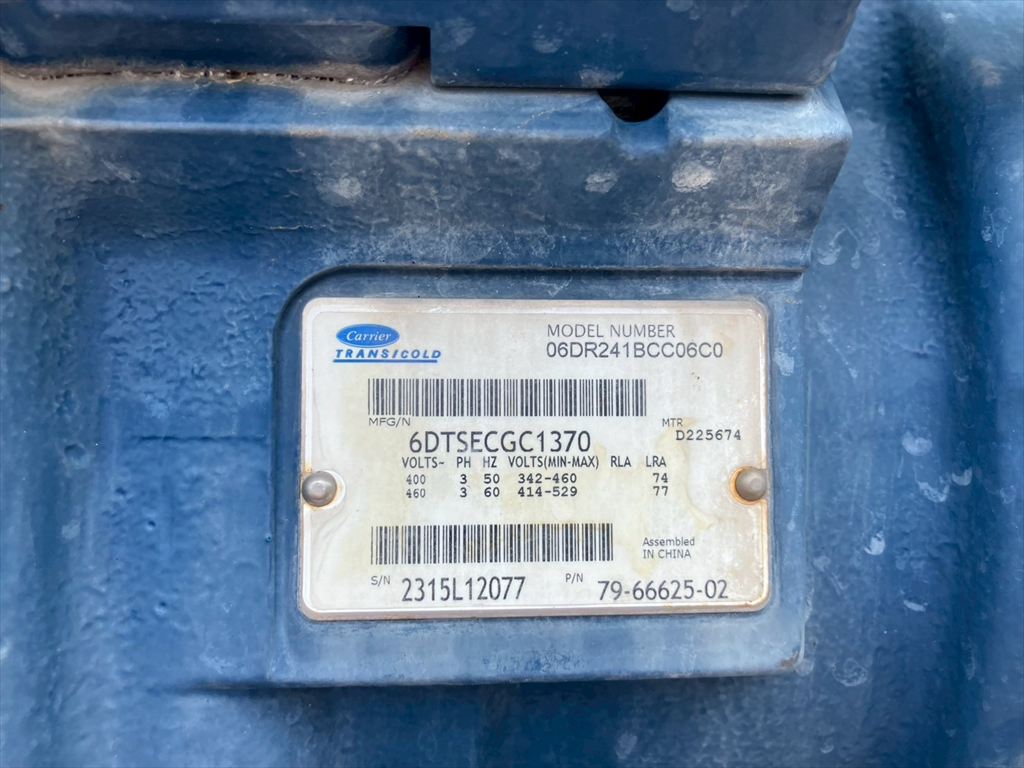 Carrier
TRANSICOLD
MODEL NUMBER
06DR241BCC06C0
MFG/N
6DTSECGC1370
MTR
D225674
VOLTS~ PH HZ VOLTS(MIN-MAX) RLA LRA
400 3 50 342-460 74
460 3 60 414-529 77
Assembled
IN CHINA
S/N 2315L12077 P/N 79-66625-02